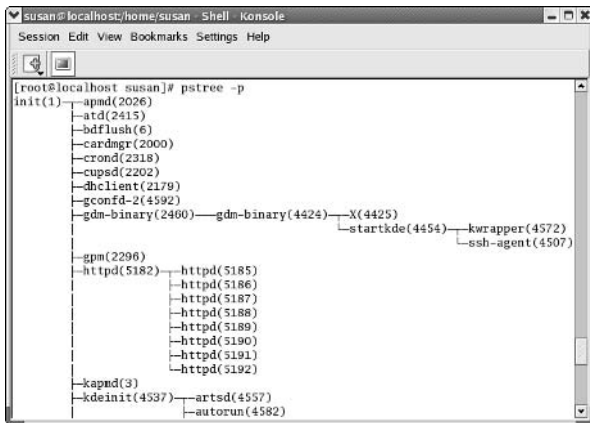 susan@localhost:/home/susan - Shell - Konsole
Session Edit View Bookmarks Settings Help
[root@localhost susan]# pstree -p
init(1)─┬─apmd(2026)
        ├─atd(2415)
        ├─bdflush(6)
        ├─cardmgr(2000)
        ├─crond(2318)
        ├─cupsd(2202)
        ├─dhclient(2179)
        ├─gconfd-2(4592)
        ├─gdm-binary(2460)───gdm-binary(4424)─┬─X(4425)
        │                                     └─startkde(4454)─┬─kwrapper(4572)
        │                                                      └─ssh-agent(4507)
        ├─gpm(2296)
        ├─httpd(5182)─┬─httpd(5185)
        │             ├─httpd(5186)
        │             ├─httpd(5187)
        │             ├─httpd(5188)
        │             ├─httpd(5189)
        │             ├─httpd(5190)
        │             ├─httpd(5191)
        │             └─httpd(5192)
        ├─kapmd(3)
        ├─kdeinit(4537)─┬─artsd(4557)
        │               ├─autorun(4582)